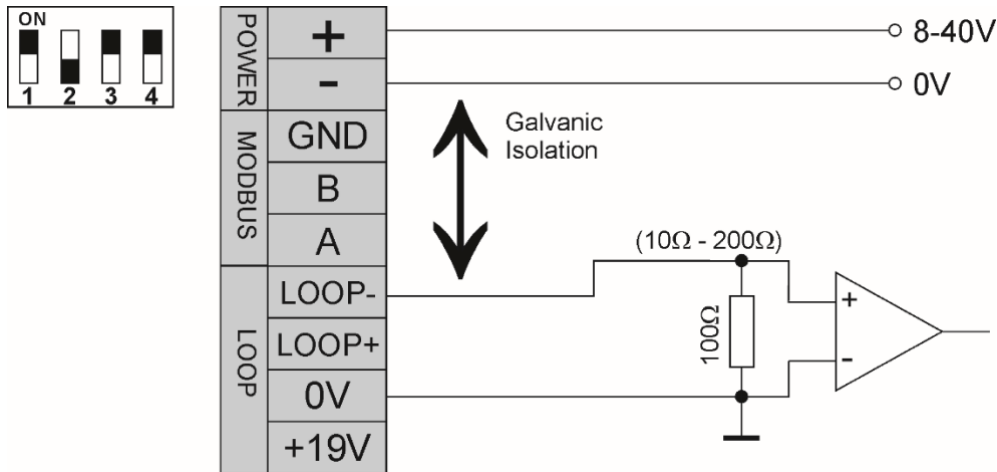 ON
1 2 3 4
POWER
+
-
MODBUS
GND
B
A
LOOP
LOOP-
LOOP+
0V
+19V
8-40V
0V
Galvanic
Isolation
(10Ω - 200Ω)
100Ω
+
-